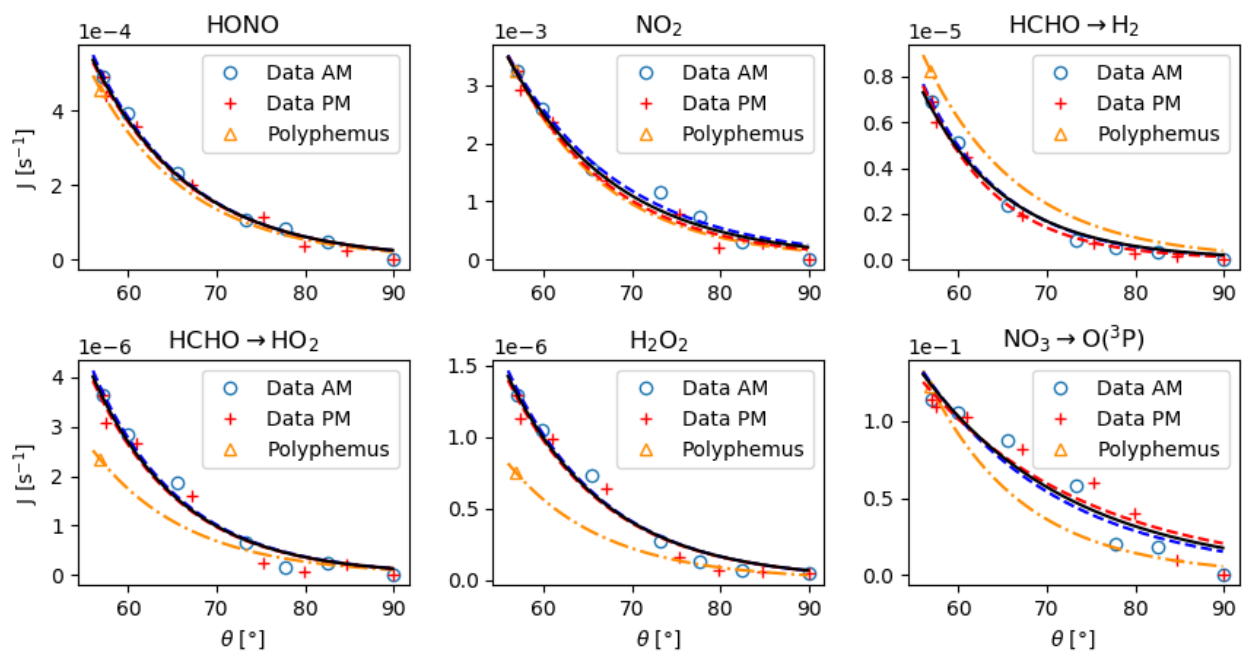 HONO
1e−4
J [s⁻¹]
4
2
0
60 70 80 90
Data AM
Data PM
Polyphemus
NO₂
1e−3
3
2
1
0
60 70 80 90
Data AM
Data PM
Polyphemus
HCHO → H₂
1e−5
0.8
0.6
0.4
0.2
0.0
60 70 80 90
Data AM
Data PM
Polyphemus
HCHO → HO₂
1e−6
J [s⁻¹]
4
3
2
1
0
60 70 80 90
θ [°]
Data AM
Data PM
Polyphemus
H₂O₂
1e−6
1.5
1.0
0.5
0.0
60 70 80 90
θ [°]
Data AM
Data PM
Polyphemus
NO₃ → O(³P)
1e−1
1.0
0.5
0.0
60 70 80 90
θ [°]
Data AM
Data PM
Polyphemus